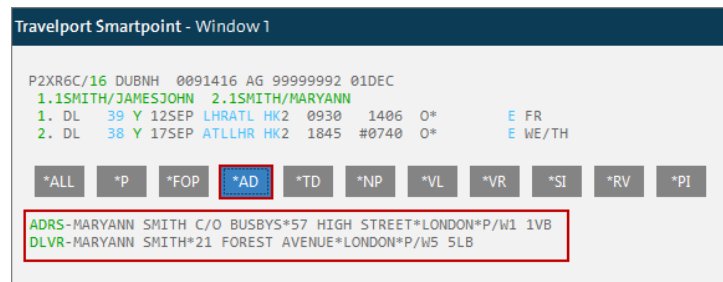 Travelport Smartpoint - Window 1
P2XR6C/16 DUBNH 0091416 AG 99999992 01DEC
1.1SMITH/JAMESJOHN 2.1SMITH/MARYANN
1. DL 39 Y 12SEP LHRATL HK2 0930 1406 O* E FR
2. DL 38 Y 17SEP ATLLHR HK2 1845 #0740 O* E WE/TH
*ALL *P *FOP *AD *TD *NP *VL *VR *SI *RV *PI
ADRS-MARYANN SMITH C/O BUSBYS*57 HIGH STREET*LONDON*P/W1 1VB
DLVR-MARYANN SMITH*21 FOREST AVENUE*LONDON*P/W5 5LB